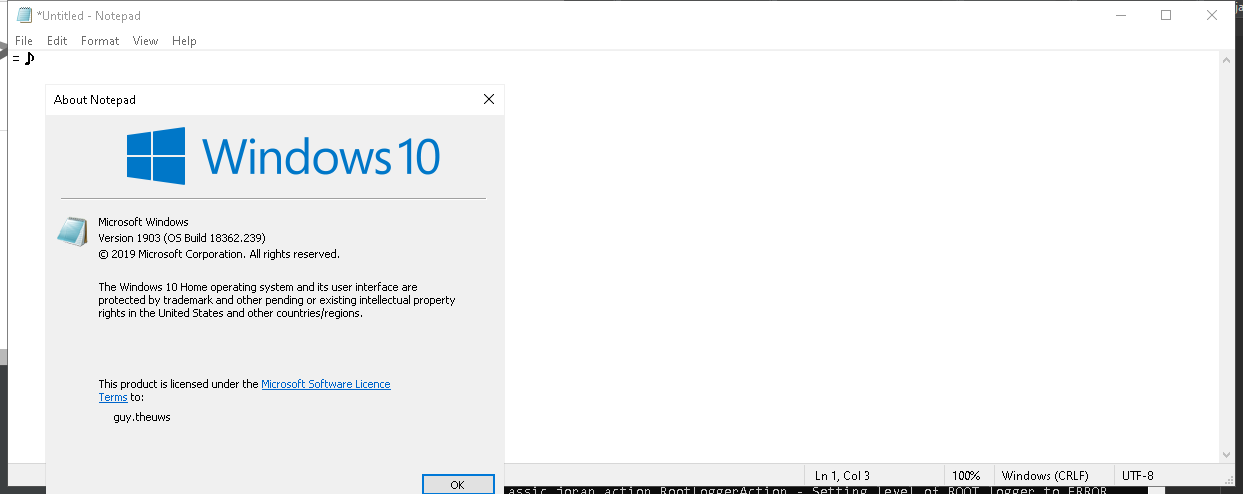 *Untitled - Notepad
File Edit Format View Help
= ♪
About Notepad
Windows 10
Microsoft Windows
Version 1903 (OS Build 18362.239)
© 2019 Microsoft Corporation. All rights reserved.
The Windows 10 Home operating system and its user interface are
protected by trademark and other pending or existing intellectual property
rights in the United States and other countries/regions.
This product is licensed under the Microsoft Software Licence
Terms to:
guy.theuws
OK
Ln 1, Col 3 100% Windows (CRLF) UTF-8
assic.joran.action.RootLoggerAction - Setting level of ROOT logger to ERROR